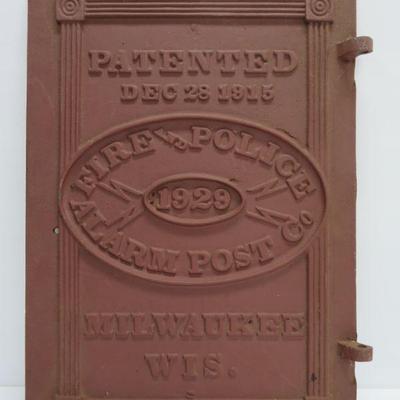 PATENTED
DEC 28 1915
FIRE & POLICE
1929
ALARM POST Co
MILWAUKEE
WIS.
S